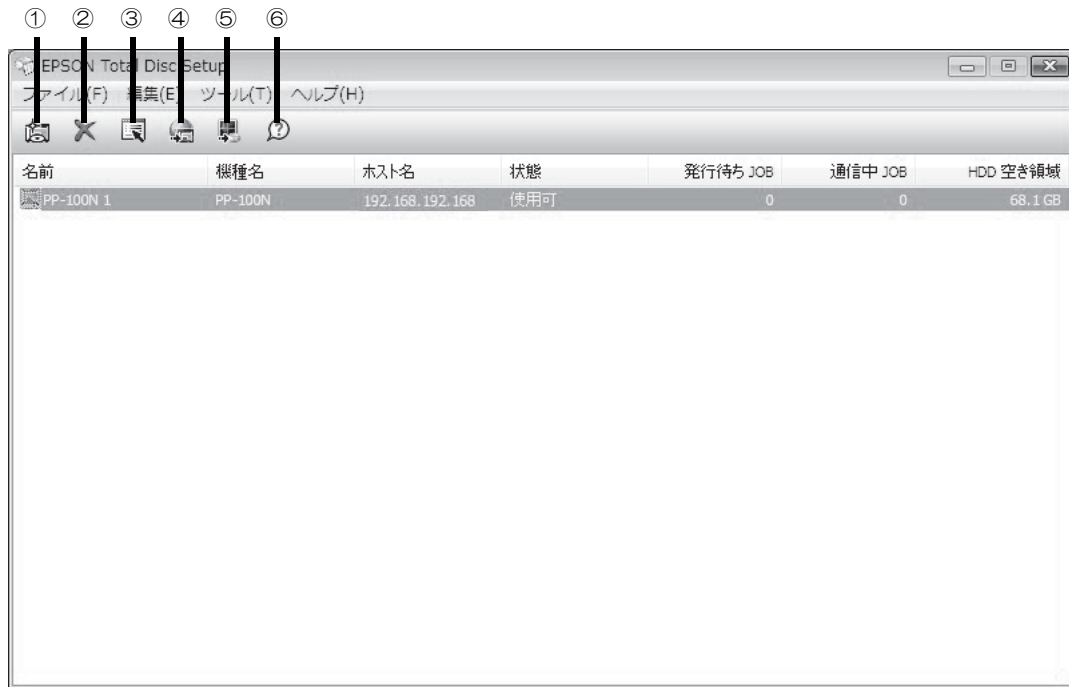 ① ② ③ ④ ⑤ ⑥
EPSON Total Disc Setup
ファイル(F) 編集(E) ツール(T) ヘルプ(H)
名前 機種名 ホスト名 状態 発行待ち JOB 通信中 JOB HDD 空き領域
PP-100N 1 PP-100N 192.168.192.168 使用可 0 0 68.1 GB